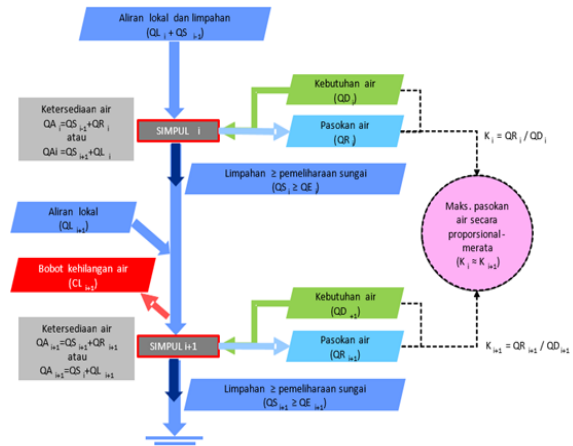 Aliran lokal dan limpahan
(QL i + QS i-1)
Ketersediaan air
QA i=QS i-1+QR i
atau
QAi =QS i+1+QL i
SIMPUL i
Kebutuhan air
(QD i)
Pasokan air
(QR i)
K i = QR i / QD i
Limpahan ≥ pemeliharaan sungai
(QS i ≥ QE i)
Aliran lokal
(QL i+1)
Maks. pasokan
air secara
proporsional-
merata
(K i ≈ K i+1)
Bobot kehilangan air
(CL i+1)
Kebutuhan air
(QD +1)
Ketersediaan air
QA i+1=QS i+1+QR i+1
atau
QA i+1=QS i+QL i+1
SIMPUL i+1
Pasokan air
(QR i+1)
K i+1 = QR i+1 / QD i+1
Limpahan ≥ pemeliharaan sungai
(QS i+1 ≥ QE i+1)